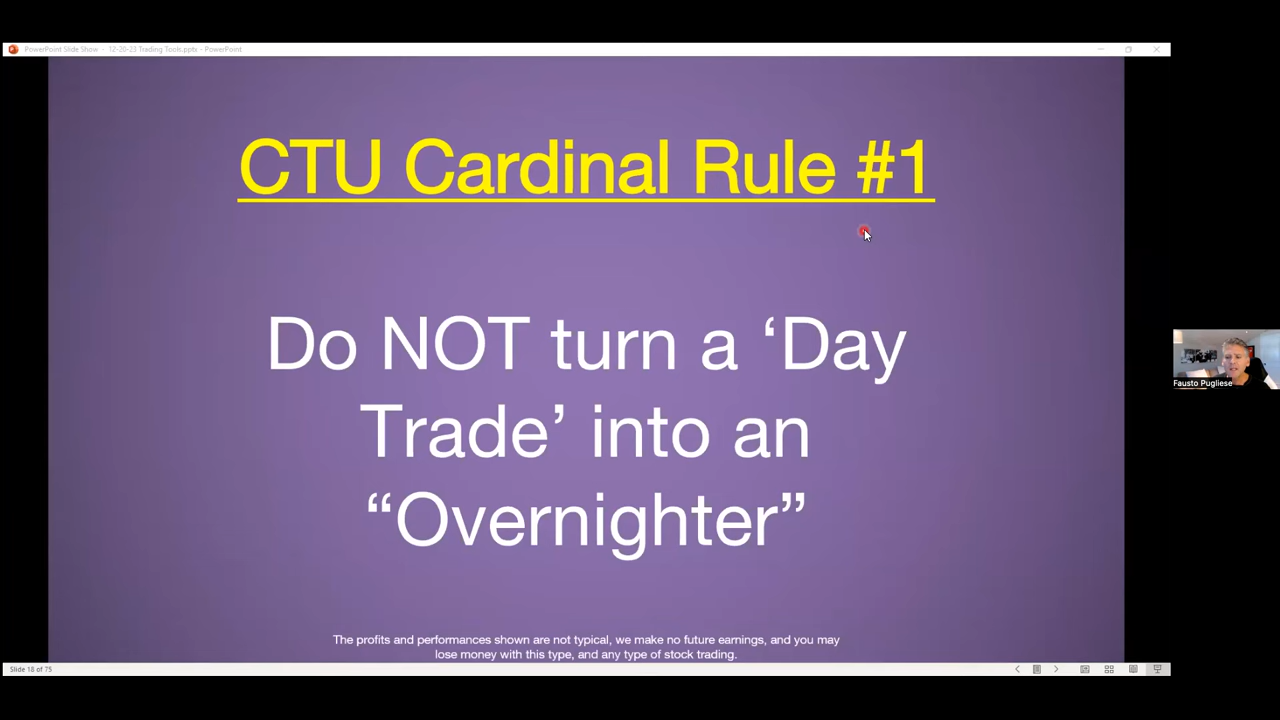 PowerPoint Slide Show - 12-20-23 Trading Tools.pptx - PowerPoint
CTU Cardinal Rule #1
Do NOT turn a ‘Day
Trade’ into an
“Overnighter”
Fausto Pugliese
The profits and performances shown are not typical, we make no future earnings, and you may
lose money with this type, and any type of stock trading.
Slide 18 of 75